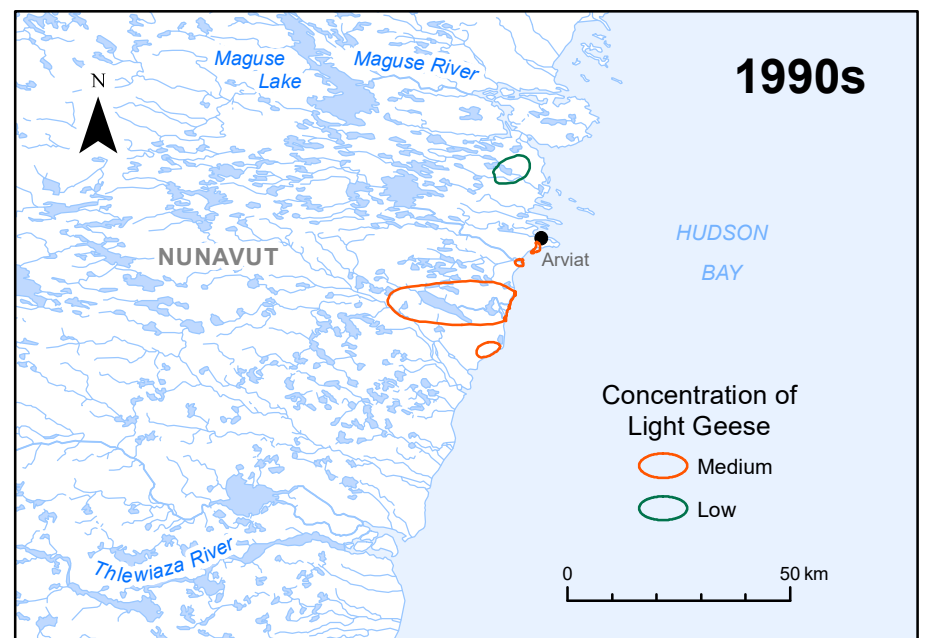 Maguse
Lake
Maguse River
1990s
N
HUDSON
BAY
NUNAVUT
Arviat
Concentration of
Light Geese
Medium
Low
Thlewiaza River
0 50 km